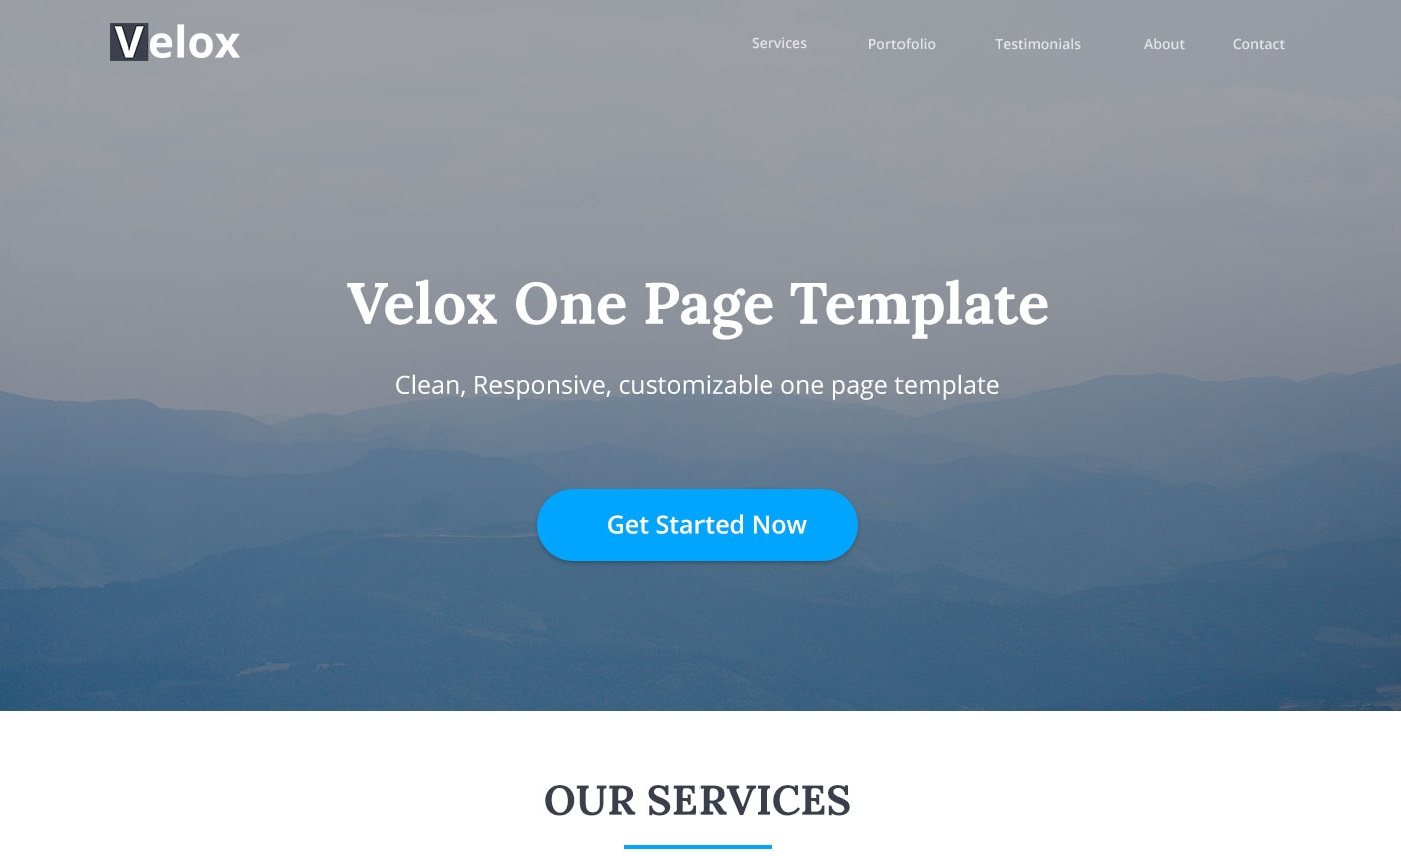 Velox
Services Portofolio Testimonials About Contact
Velox One Page Template
Clean, Responsive, customizable one page template
Get Started Now
OUR SERVICES